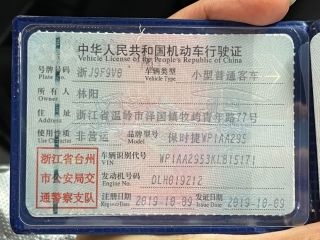 中华人民共和国机动车行驶证
Vehicle License of the People's Republic of China
号牌号码 浙J9F9V8 车辆类型 小型普通客车
Plate No. Vehicle Type
所有人 林阳
Owner
住址 浙江省温岭市泽国镇牧鸡青年路77号
Address
使用性质 非营运 品牌型号 保时捷WP1AA295
Use Character Model
浙江省台州
市公安局交
通警察支队
车辆识别代号 WP1AA2953KLB15171
VIN
发动机号码 DLH019212
Engine No.
注册日期 2019-10-09 发证日期 2019-10-09
Register Date Issue Date